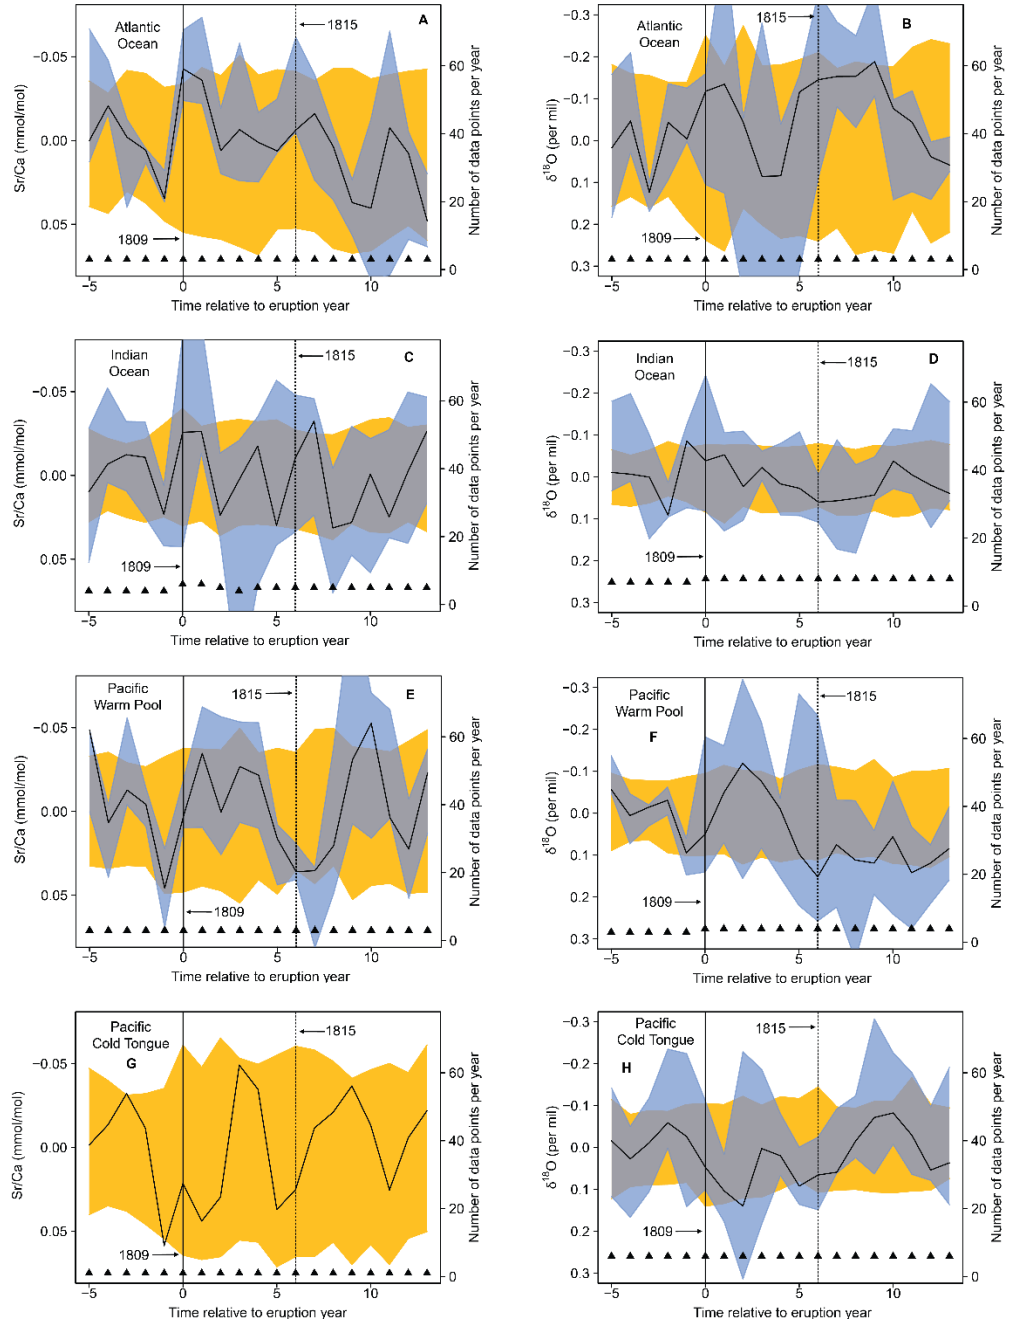 Atlantic
Ocean
A
1815
1809
Sr/Ca (mmol/mmol)
−0.05
0.00
0.05
Number of data points per year
60
40
20
0
−5
0
5
10
Time relative to eruption year
Atlantic
Ocean
B
1815
1809
δ18O (per mil)
−0.3
−0.2
−0.1
0.0
0.1
0.2
0.3
Number of data points per year
60
40
20
0
−5
0
5
10
Time relative to eruption year
Indian
Ocean
C
1815
1809
Sr/Ca (mmol/mol)
−0.05
0.00
0.05
Number of data points per year
60
40
20
0
−5
0
5
10
Time relative to eruption year
Indian
Ocean
D
1815
1809
δ18O (per mil)
−0.3
−0.2
−0.1
0.0
0.1
0.2
0.3
Number of data points per year
60
40
20
0
−5
0
5
10
Time relative to eruption year
Pacific
Warm Pool
E
1815
1809
Sr/Ca (mmol/mol)
−0.05
0.00
0.05
Number of data points per year
60
40
20
0
−5
0
5
10
Time relative to eruption year
Pacific
Warm Pool
F
1815
1809
δ18O (per mil)
−0.3
−0.2
−0.1
0.0
0.1
0.2
0.3
Number of data points per year
60
40
20
0
−5
0
5
10
Time relative to eruption year
Pacific
Cold Tongue
G
1815
1809
Sr/Ca (mmol/mol)
−0.05
0.00
0.05
Number of data points per year
60
40
20
0
−5
0
5
10
Time relative to eruption year
Pacific
Cold Tongue
H
1815
1809
δ18O (per mil)
−0.3
−0.2
−0.1
0.0
0.1
0.2
0.3
Number of data points per year
60
40
20
0
−5
0
5
10
Time relative to eruption year